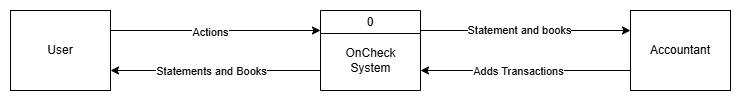 0
User
Actions
OnCheck
System
Statement and books
Accountant
Statements and Books
Adds Transactions